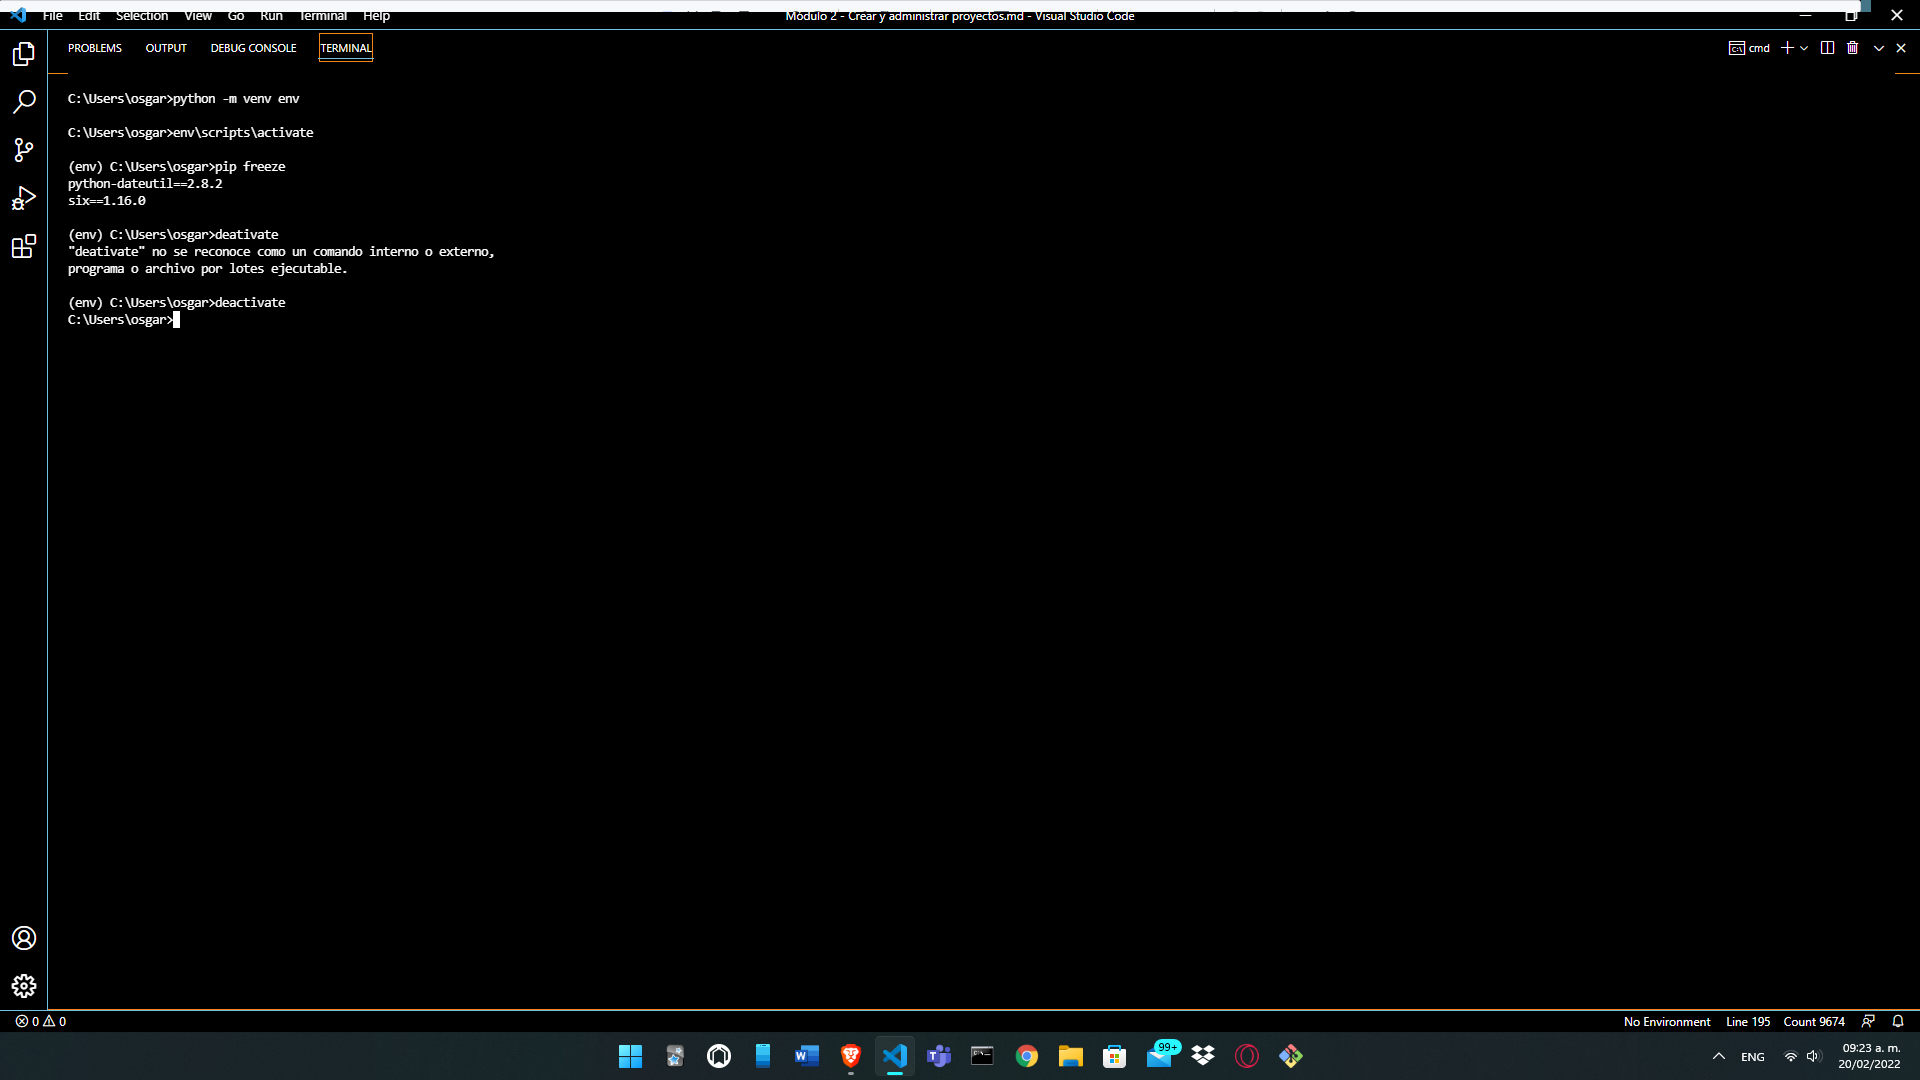 File Edit Selection View Go Run Terminal Help
Módulo 2 - Crear y administrar proyectos.md - Visual Studio Code
PROBLEMS OUTPUT DEBUG CONSOLE TERMINAL
cmd
C:\Users\osgar>python -m venv env
C:\Users\osgar>env\scripts\activate
(env) C:\Users\osgar>pip freeze
python-dateutil==2.8.2
six==1.16.0
(env) C:\Users\osgar>deativate
"deativate" no se reconoce como un comando interno o externo,
programa o archivo por lotes ejecutable.
(env) C:\Users\osgar>deactivate
C:\Users\osgar>
0 0
No Environment Line 195 Count 9674
99+
ENG
09:23 a. m.
20/02/2022